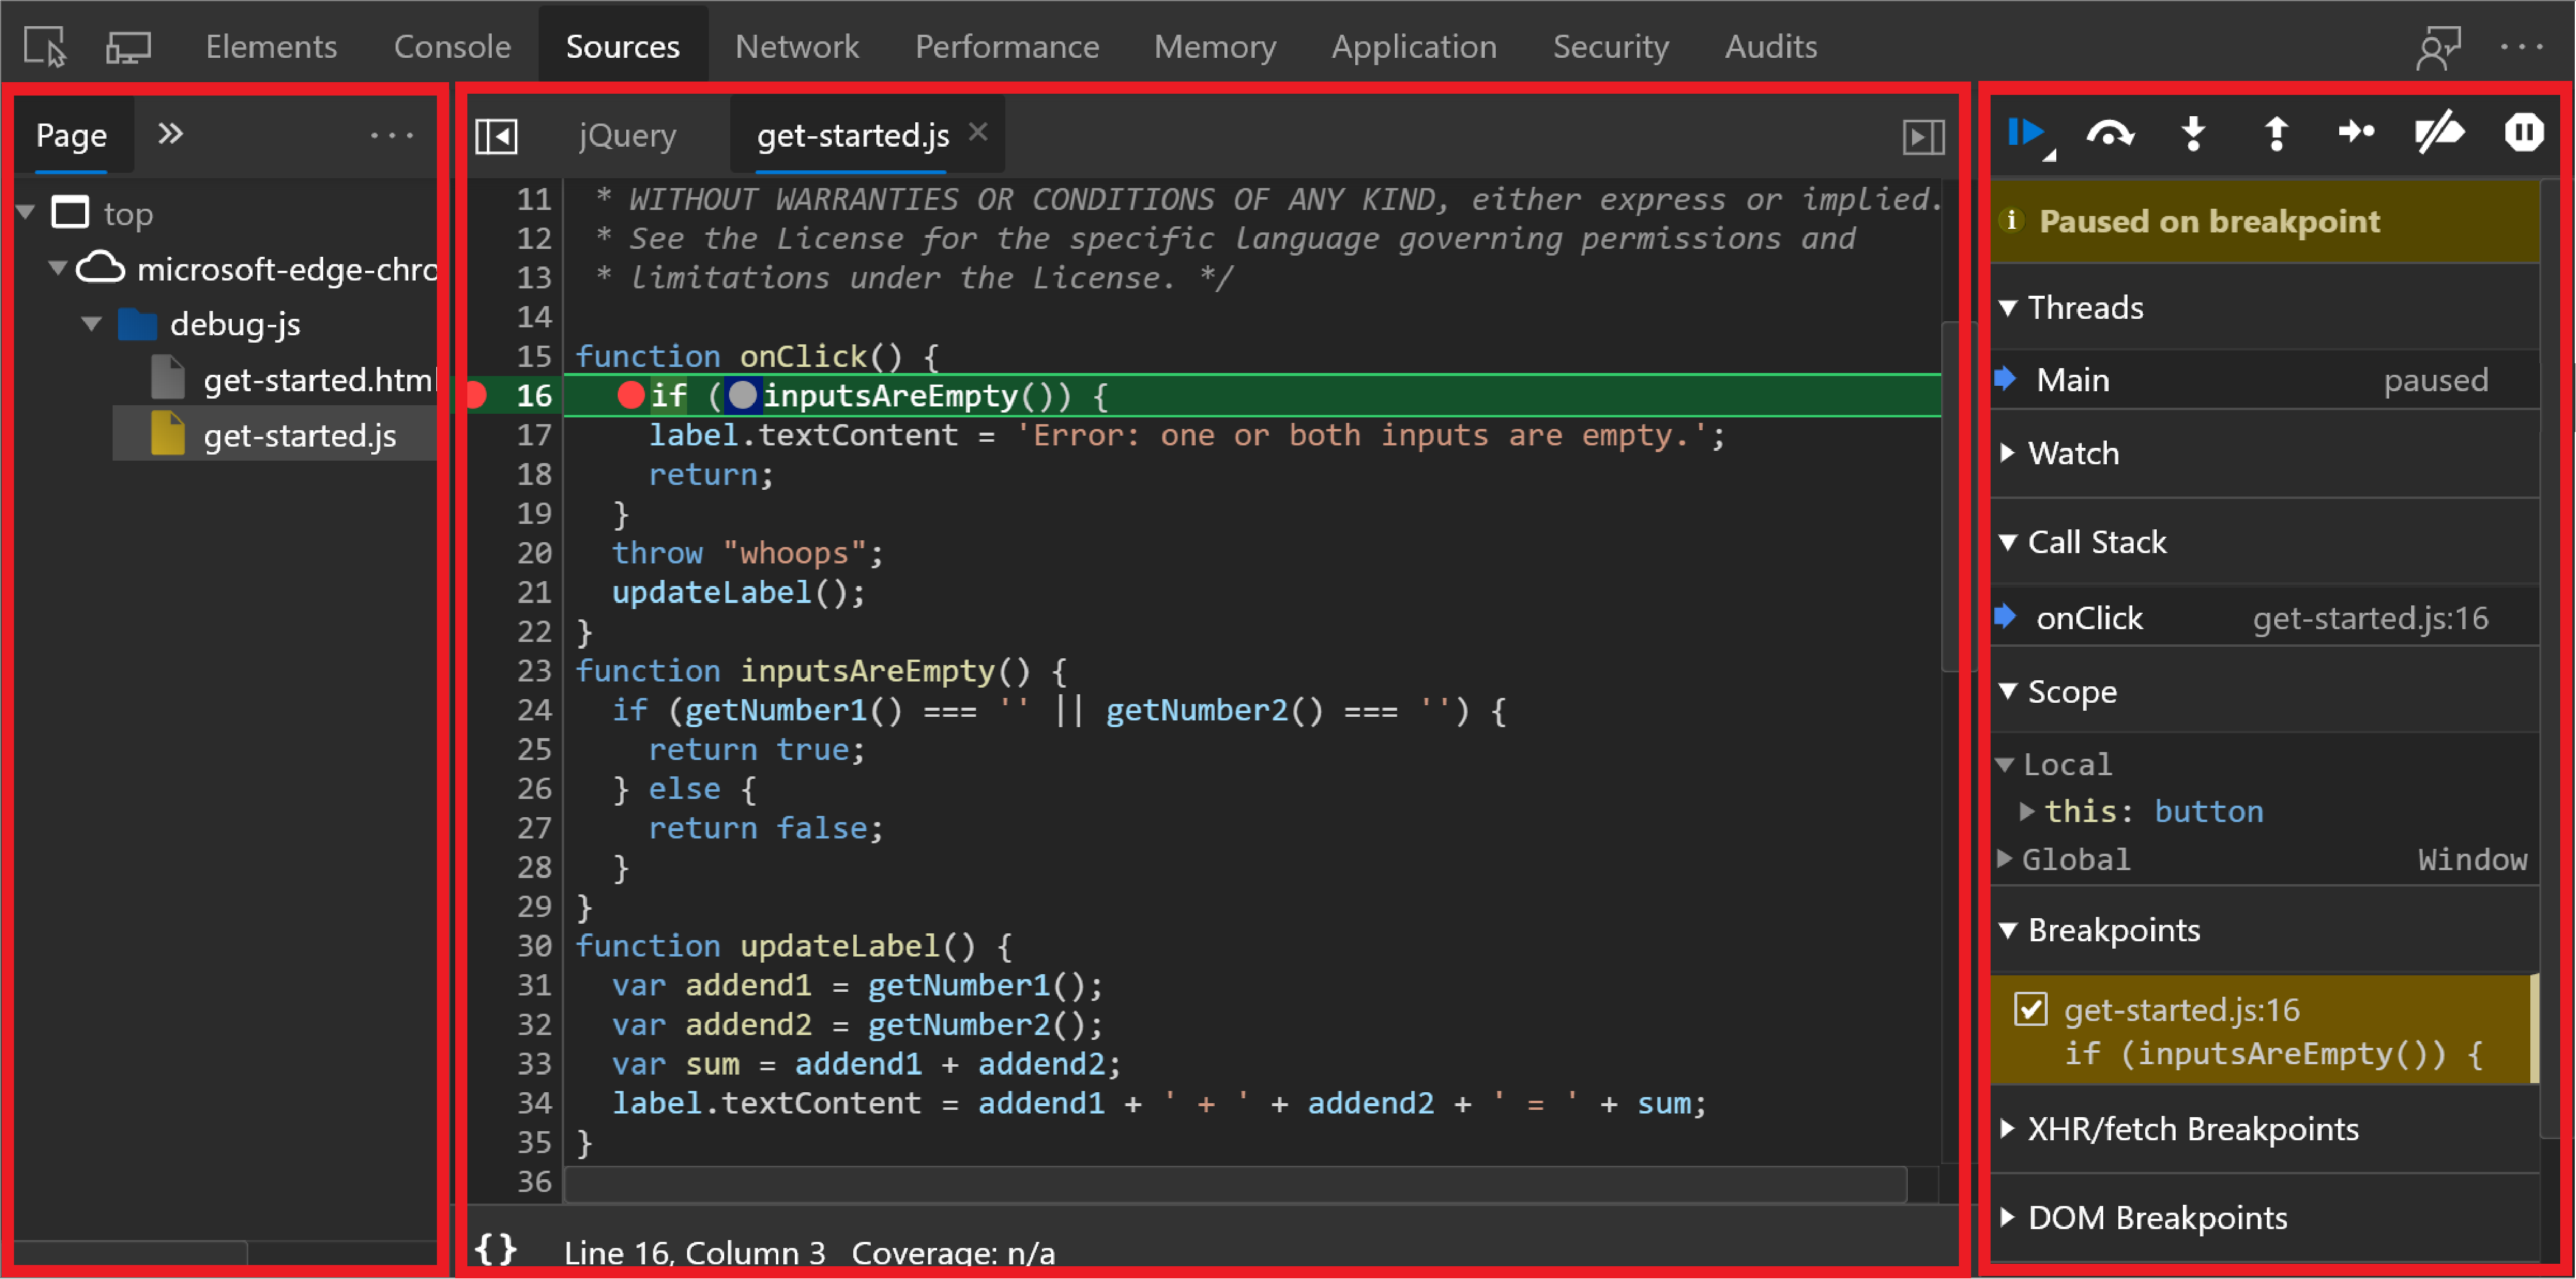 Elements Console Sources Network Performance Memory Application Security Audits
Page
top
microsoft-edge-chro
debug-js
get-started.html
get-started.js
jQuery get-started.js
11 * WITHOUT WARRANTIES OR CONDITIONS OF ANY KIND, either express or implied.
12 * See the License for the specific language governing permissions and
13 * limitations under the License. */
14
15 function onClick() {
16 if (inputsAreEmpty()) {
17 label.textContent = 'Error: one or both inputs are empty.';
18 return;
19 }
20 throw "whoops";
21 updateLabel();
22 }
23 function inputsAreEmpty() {
24 if (getNumber1() === '' || getNumber2() === '') {
25 return true;
26 } else {
27 return false;
28 }
29 }
30 function updateLabel() {
31 var addend1 = getNumber1();
32 var addend2 = getNumber2();
33 var sum = addend1 + addend2;
34 label.textContent = addend1 + ' + ' + addend2 + ' = ' + sum;
35 }
36
{} Line 16, Column 3 Coverage: n/a
Paused on breakpoint
Threads
Main paused
Watch
Call Stack
onClick get-started.js:16
Scope
Local
this: button
Global Window
Breakpoints
get-started.js:16
if (inputsAreEmpty()) {
XHR/fetch Breakpoints
DOM Breakpoints